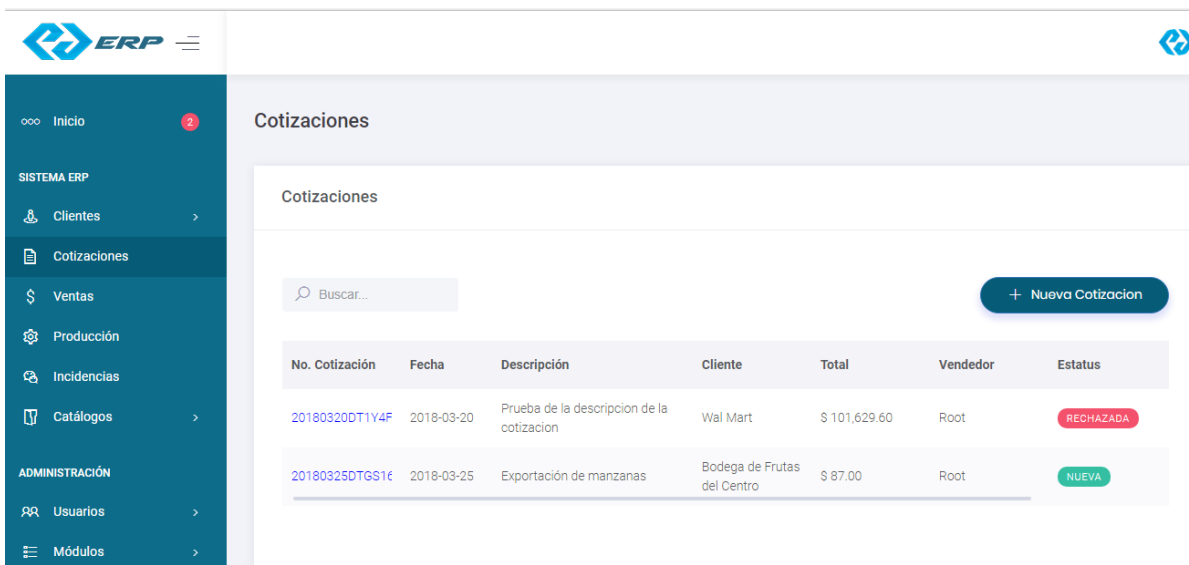 ERP
Inicio 2
SISTEMA ERP
Clientes
Cotizaciones
Ventas
Producción
Incidencias
Catálogos
ADMINISTRACIÓN
Usuarios
Módulos
Cotizaciones
Cotizaciones
Buscar...
+ Nueva Cotizacion
No. Cotización Fecha Descripción Cliente Total Vendedor Estatus
20180320DT1Y4F 2018-03-20 Prueba de la descripcion de la Wal Mart $ 101,629.60 Root RECHAZADA
cotizacion
20180325DTGS16 2018-03-25 Exportación de manzanas Bodega de Frutas $ 87.00 Root NUEVA
del Centro